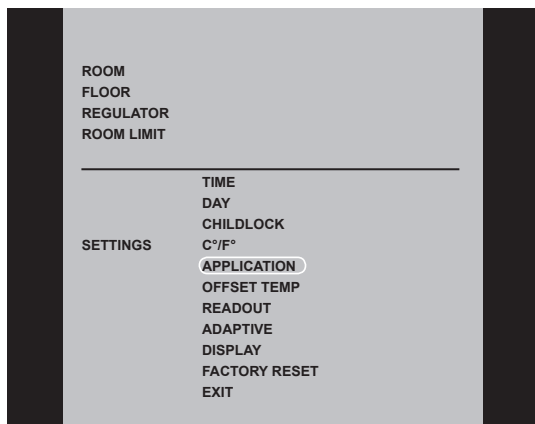 ROOM
FLOOR
REGULATOR
ROOM LIMIT
TIME
DAY
CHILDLOCK
SETTINGS C°/F°
APPLICATION
OFFSET TEMP
READOUT
ADAPTIVE
DISPLAY
FACTORY RESET
EXIT